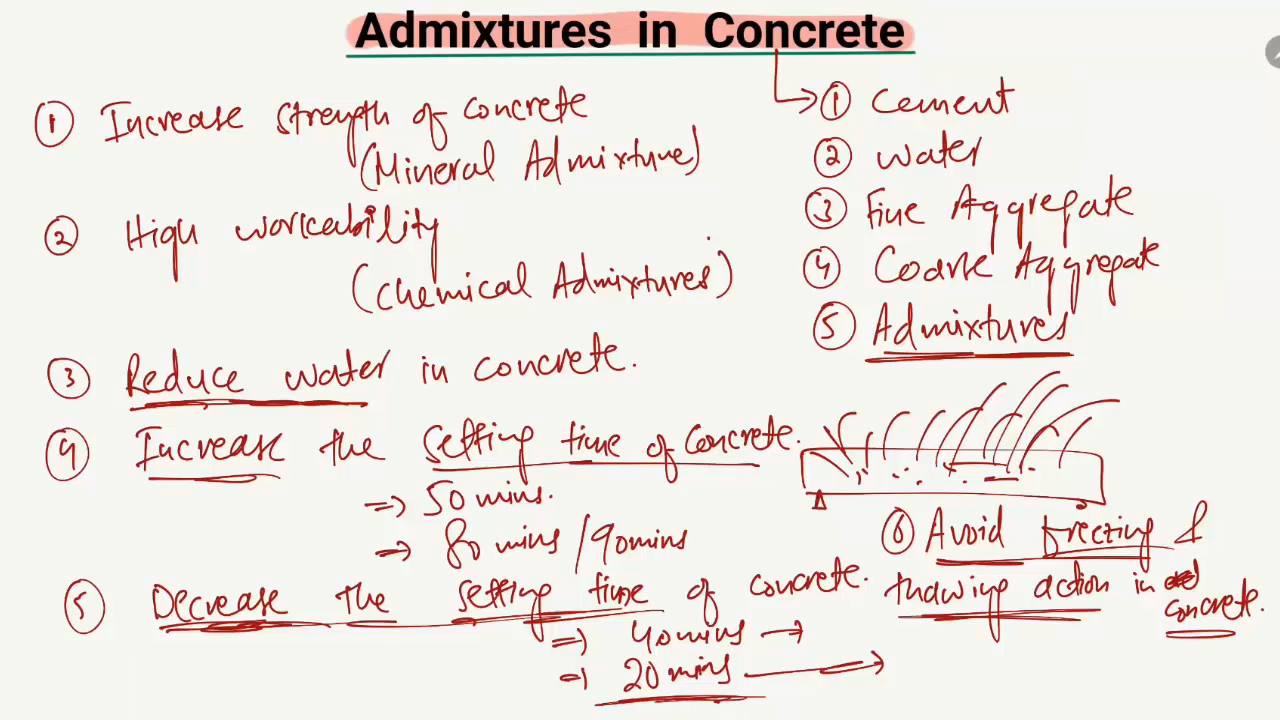 Admixtures in Concrete
① Increase strength of concrete
(Mineral Admixture)
② High workability
(Chemical Admixtures)
③ Reduce water in concrete.
④ Increase the setting time of concrete.
=> 50 mins.
=> 80 mins / 90 mins
⑤ Decrease the setting time of concrete.
=> 40 mins →
=> 20 mins →
① Cement
② water
③ Fine Aggregate
④ Coarse Aggregate
⑤ Admixtures
⑥ Avoid freezing &
thawing action in
concrete.